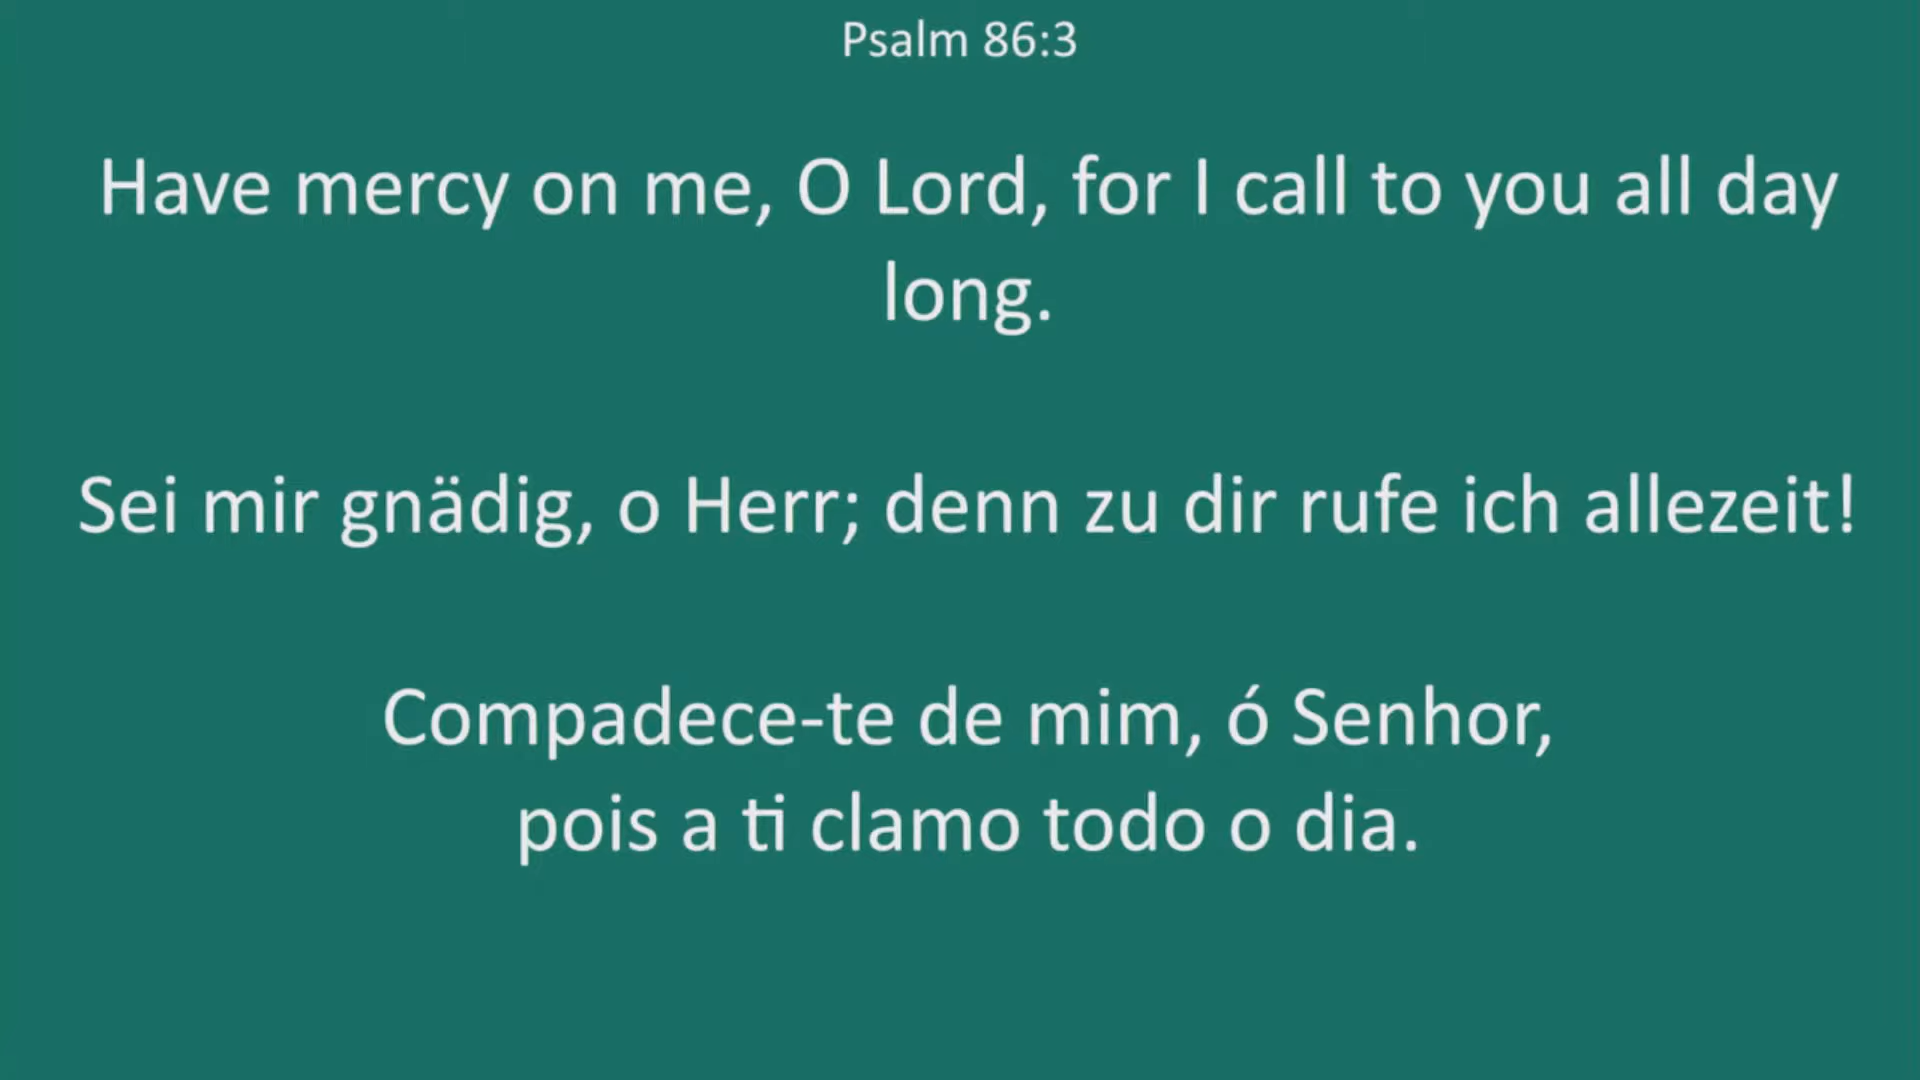 Psalm 86:3
Have mercy on me, O Lord, for I call to you all day
long.
Sei mir gnädig, o Herr; denn zu dir rufe ich allezeit!
Compadece-te de mim, ó Senhor,
pois a ti clamo todo o dia.